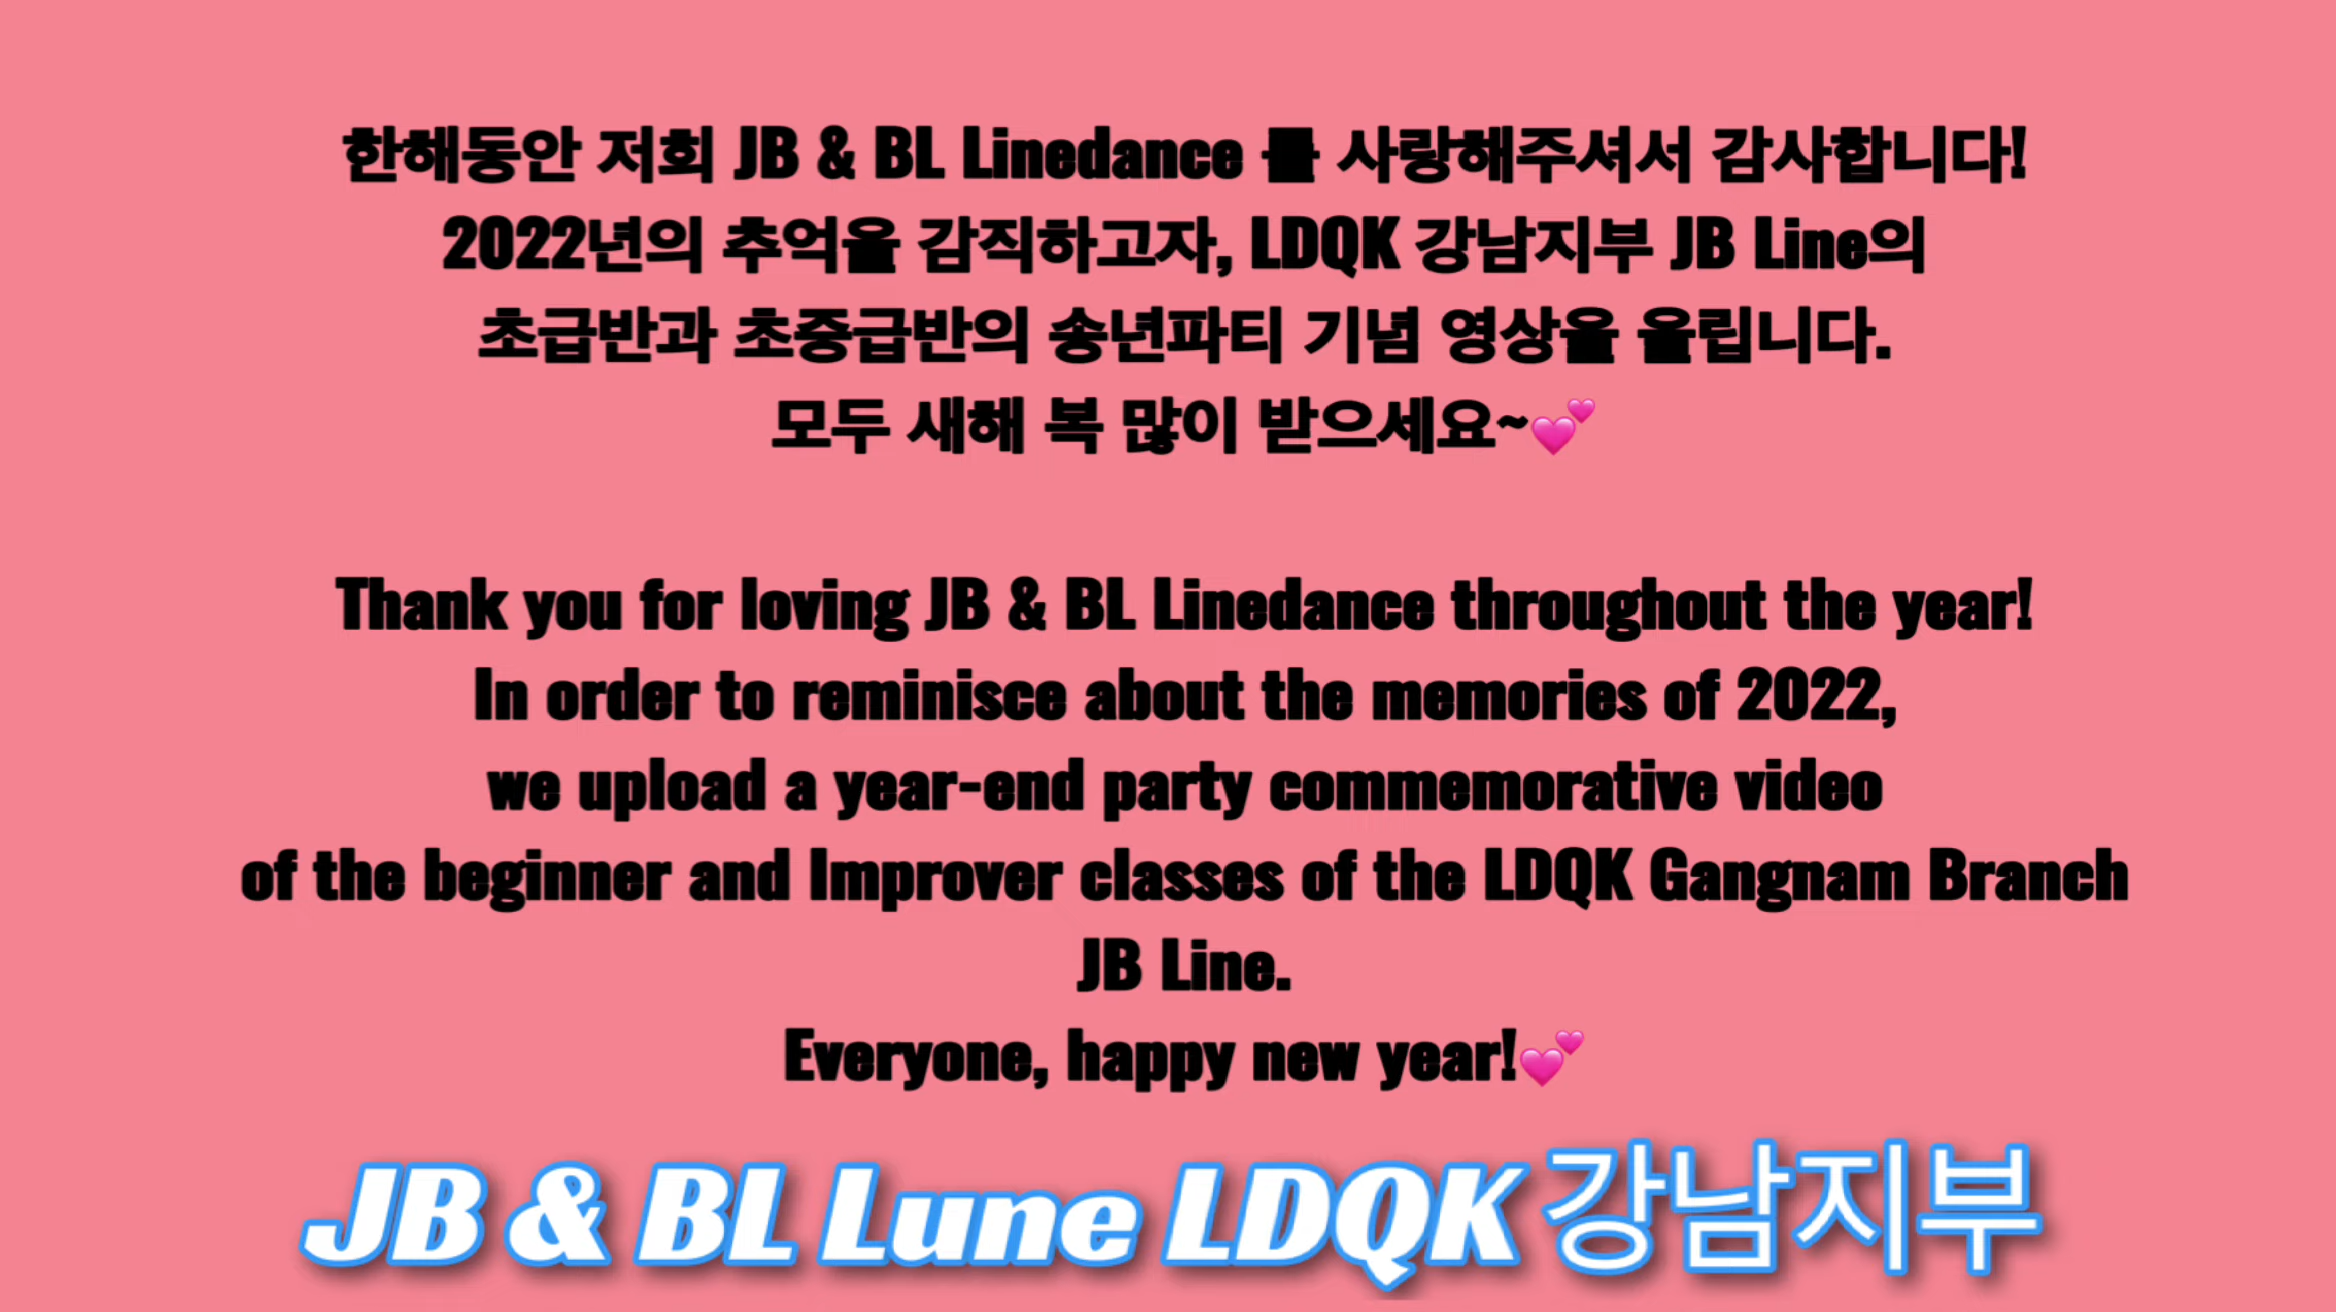 한해동안 저희 JB & BL Linedance 를 사랑해주셔서 감사합니다!
2022년의 추억을 감직하고자, LDQK 강남지부 JB Line의
초급반과 초중급반의 송년파티 기념 영상을 올립니다.
모두 새해 복 많이 받으세요~💕
Thank you for loving JB & BL Linedance throughout the year!
In order to reminisce about the memories of 2022,
we upload a year-end party commemorative video
of the beginner and Improver classes of the LDQK Gangnam Branch
JB Line.
Everyone, happy new year!💕
JB & BL Lune LDQK 강남지부